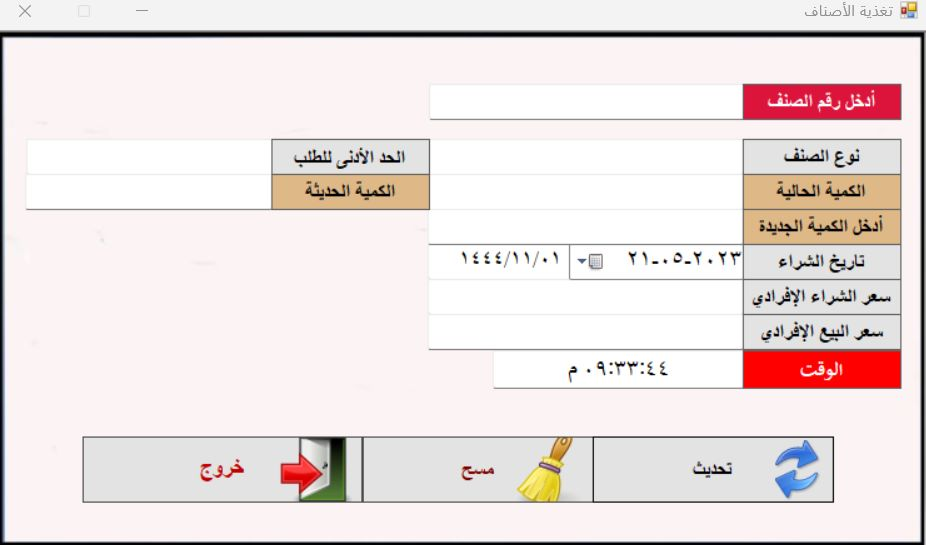 تغذية الأصناف
أدخل رقم الصنف
نوع الصنف
الحد الأدنى للطلب
الكمية الحالية
الكمية الحديثة
أدخل الكمية الجديدة
تاريخ الشراء
٢١-٠٥-٢٠٢٣
١٤٤٤/١١/٠١
سعر الشراء الإفرادي
سعر البيع الإفرادي
الوقت
٠٩:٣٣:٤٤ م
تحديث
مسح
خروج